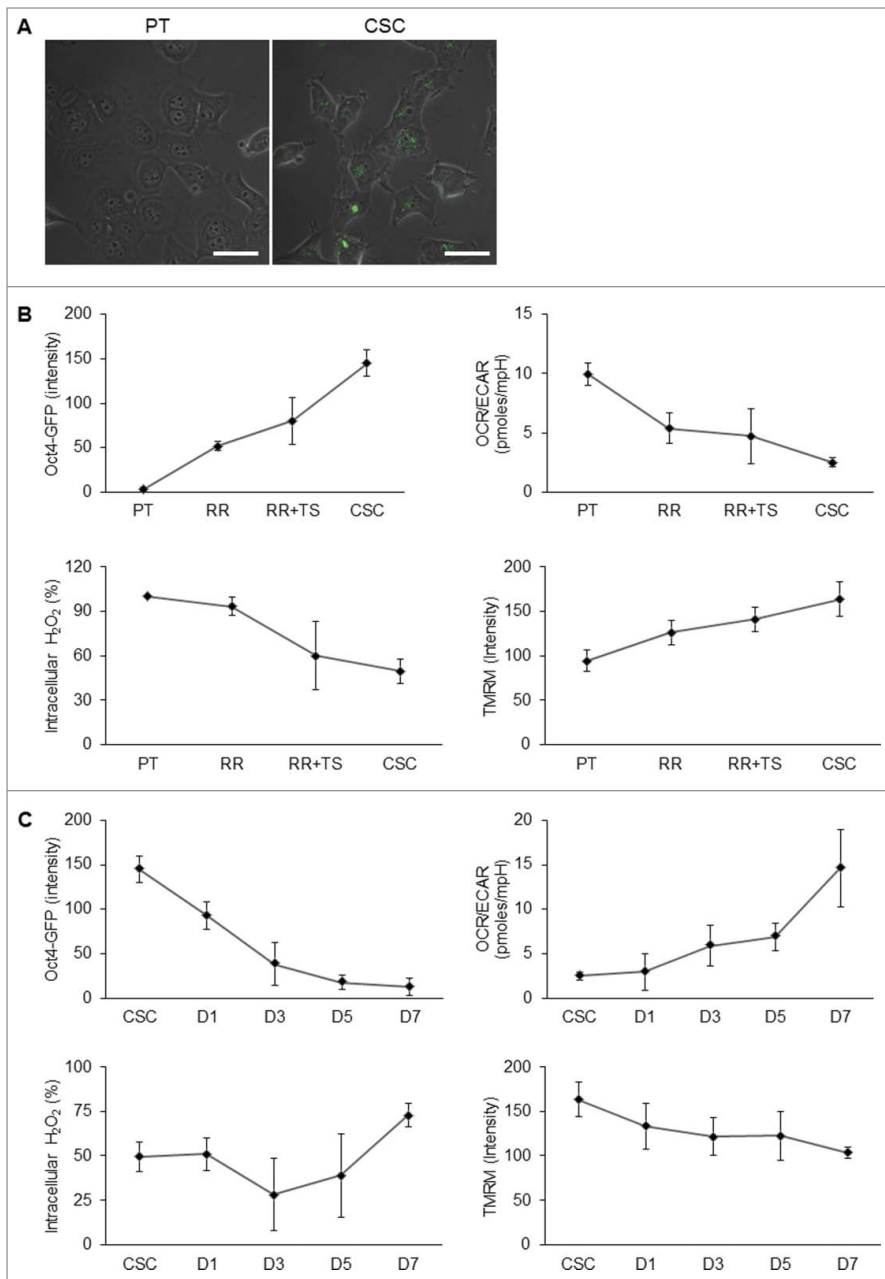 A
PT
CSC
B
Oct4-GFP (intensity)
200
150
100
50
0
PT RR RR+TS CSC
OCR/ECAR
(pmoles/mpH)
15
10
5
0
PT RR RR+TS CSC
Intracellular H₂O₂ (%)
120
90
60
30
0
PT RR RR+TS CSC
TMRM (Intensity)
200
150
100
50
0
PT RR RR+TS CSC
C
Oct4-GFP (intensity)
200
150
100
50
0
CSC D1 D3 D5 D7
OCR/ECAR
(pmoles/mpH)
20
15
10
5
0
CSC D1 D3 D5 D7
Intracellular H₂O₂ (%)
100
75
50
25
0
CSC D1 D3 D5 D7
TMRM (Intensity)
200
150
100
50
0
CSC D1 D3 D5 D7